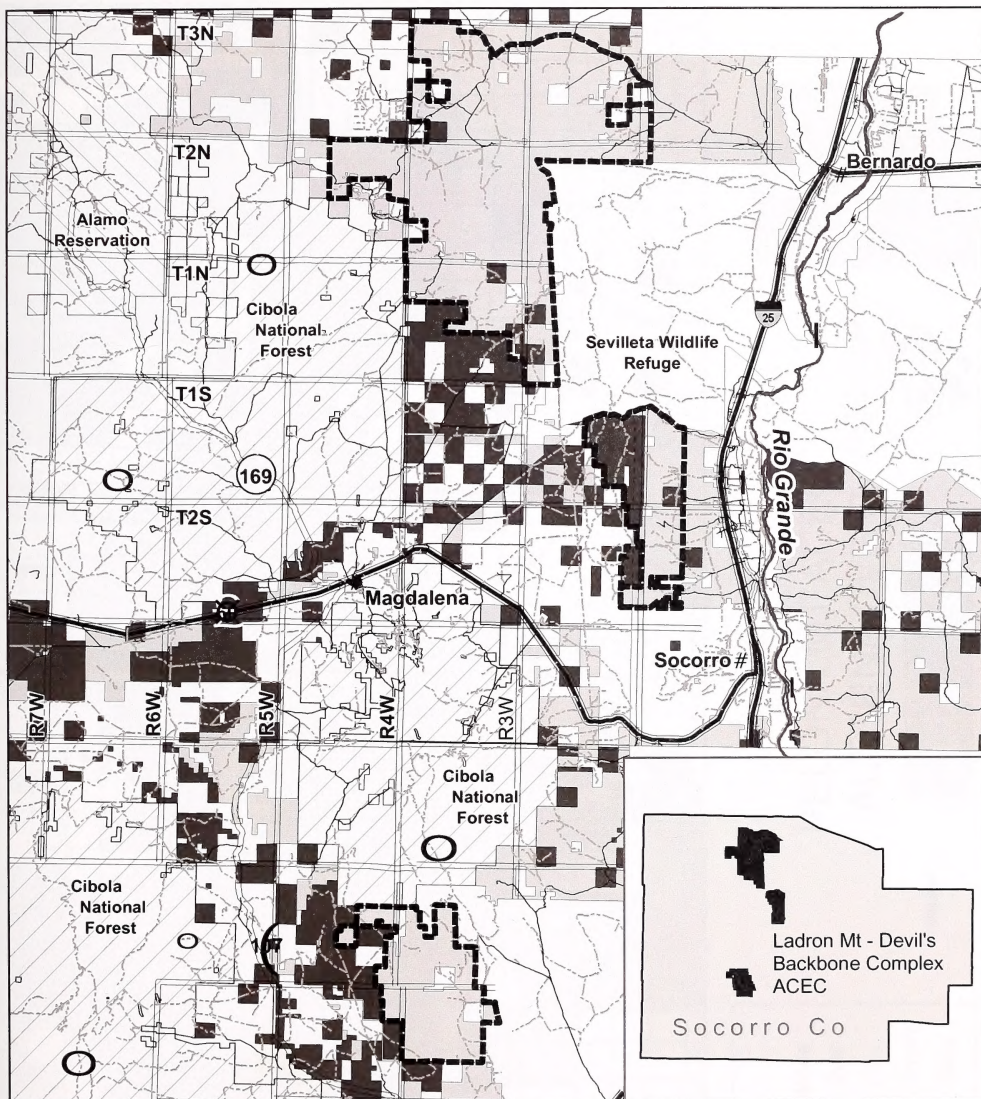 T3N
T2N
Bernardo
Alamo
Reservation
T1N
Cibola
National
Forest
25
Sevilleta Wildlife
Refuge
T1S
169
Rio Grande
T2S
Magdalena
Socorro #
R7W
R6W
R5W
R4W
R3W
Cibola
National
Forest
Cibola
National
Forest
Ladron Mt - Devil's
Backbone Complex
ACEC
Socorro Co